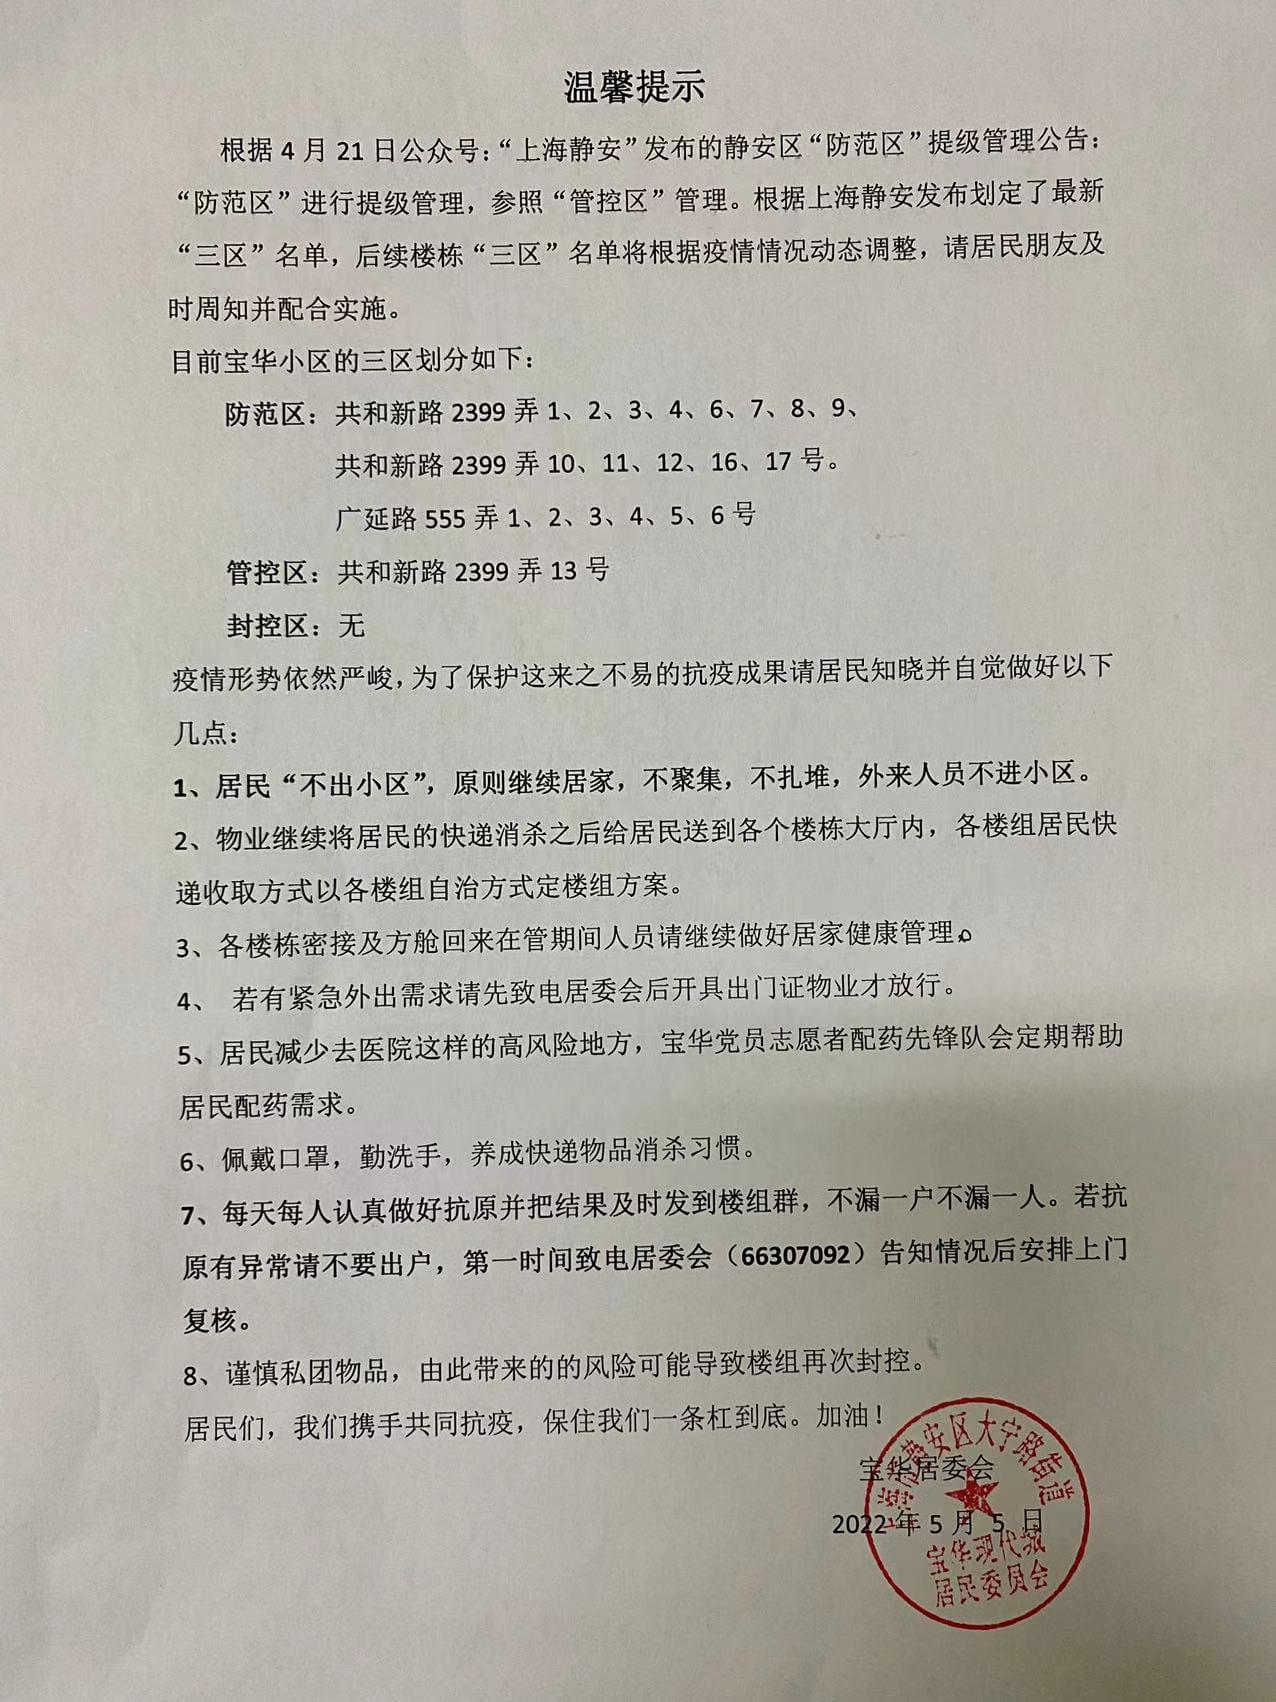 温馨提示
根据 4 月 21 日公众号：“上海静安”发布的静安区“防范区”提级管理公告：
“防范区”进行提级管理，参照“管控区”管理。根据上海静安发布划定了最新
“三区”名单，后续楼栋“三区”名单将根据疫情情况动态调整，请居民朋友及
时周知并配合实施。
目前宝华小区的三区划分如下：
防范区：共和新路 2399 弄 1、2、3、4、6、7、8、9、
共和新路 2399 弄 10、11、12、16、17 号。
广延路 555 弄 1、2、3、4、5、6 号
管控区：共和新路 2399 弄 13 号
封控区：无
疫情形势依然严峻，为了保护这来之不易的抗疫成果请居民知晓并自觉做好以下
几点：
1、居民“不出小区”，原则继续居家，不聚集，不扎堆，外来人员不进小区。
2、物业继续将居民的快递消杀之后给居民送到各个楼栋大厅内，各楼组居民快
递收取方式以各楼组自治方式定楼组方案。
3、各楼栋密接及方舱回来在管期间人员请继续做好居家健康管理。
4、 若有紧急外出需求请先致电居委会后开具出门证物业才放行。
5、居民减少去医院这样的高风险地方，宝华党员志愿者配药先锋队会定期帮助
居民配药需求。
6、佩戴口罩，勤洗手，养成快递物品消杀习惯。
7、每天每人认真做好抗原并把结果及时发到楼组群，不漏一户不漏一人。若抗
原有异常请不要出户，第一时间致电居委会（66307092）告知情况后安排上门
复核。
8、谨慎私团物品，由此带来的的风险可能导致楼组再次封控。
居民们，我们携手共同抗疫，保住我们一条杠到底。加油！
宝华居委会
2022 年 5 月 5 日
上海市静安区大宁路街道
宝华现代城
居民委员会